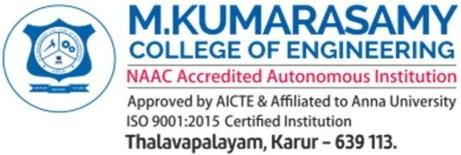 M.KUMARASAMY
COLLEGE OF ENGINEERING
NAAC Accredited Autonomous Institution
Approved by AICTE & Affiliated to Anna University
ISO 9001:2015 Certified Institution
Thalavapalayam, Karur – 639 113.